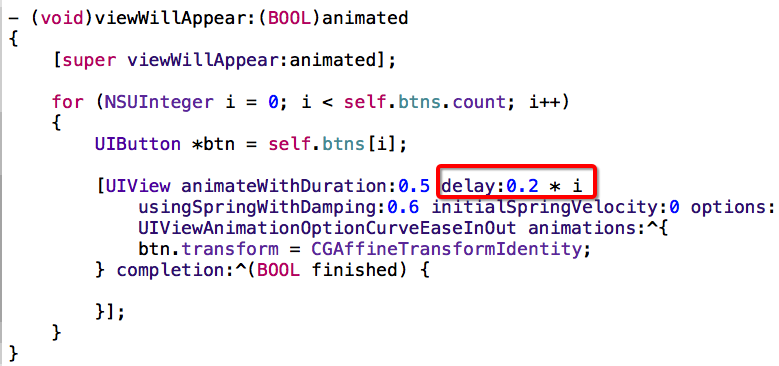 - (void)viewWillAppear:(BOOL)animated
{
    [super viewWillAppear:animated];
    for (NSUInteger i = 0; i < self.btns.count; i++)
    {
        UIButton *btn = self.btns[i];
        [UIView animateWithDuration:0.5 delay:0.2 * i
            usingSpringWithDamping:0.6 initialSpringVelocity:0 options:
            UIViewAnimationOptionCurveEaseInOut animations:^{
            btn.transform = CGAffineTransformIdentity;
        } completion:^(BOOL finished) {
        }];
    }
}